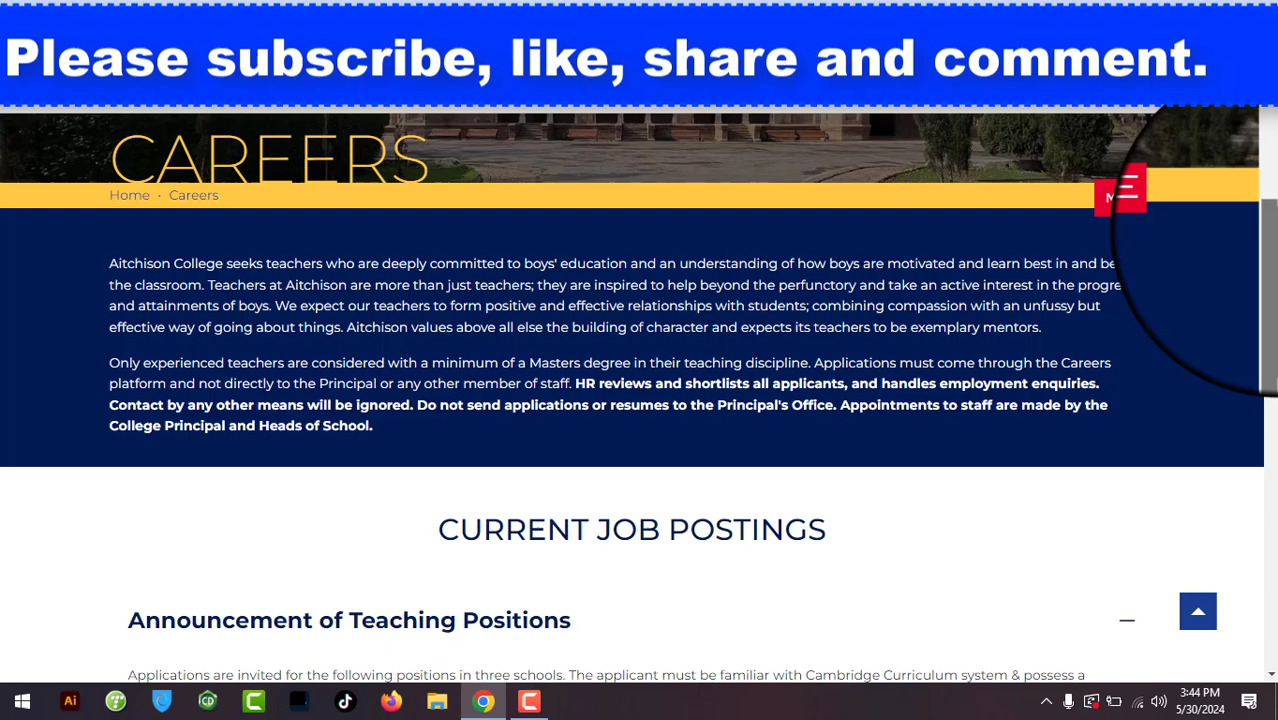 Please subscribe, like, share and comment.
CAREERS
Home · Careers
M
Aitchison College seeks teachers who are deeply committed to boys' education and an understanding of how boys are motivated and learn best in and be
the classroom. Teachers at Aitchison are more than just teachers; they are inspired to help beyond the perfunctory and take an active interest in the progre
and attainments of boys. We expect our teachers to form positive and effective relationships with students; combining compassion with an unfussy but
effective way of going about things. Aitchison values above all else the building of character and expects its teachers to be exemplary mentors.
Only experienced teachers are considered with a minimum of a Masters degree in their teaching discipline. Applications must come through the Careers
platform and not directly to the Principal or any other member of staff. HR reviews and shortlists all applicants, and handles employment enquiries.
Contact by any other means will be ignored. Do not send applications or resumes to the Principal's Office. Appointments to staff are made by the
College Principal and Heads of School.
CURRENT JOB POSTINGS
Announcement of Teaching Positions
Applications are invited for the following positions in three schools. The applicant must be familiar with Cambridge Curriculum system & possess a
Ai
CD
3:44 PM
5/30/2024